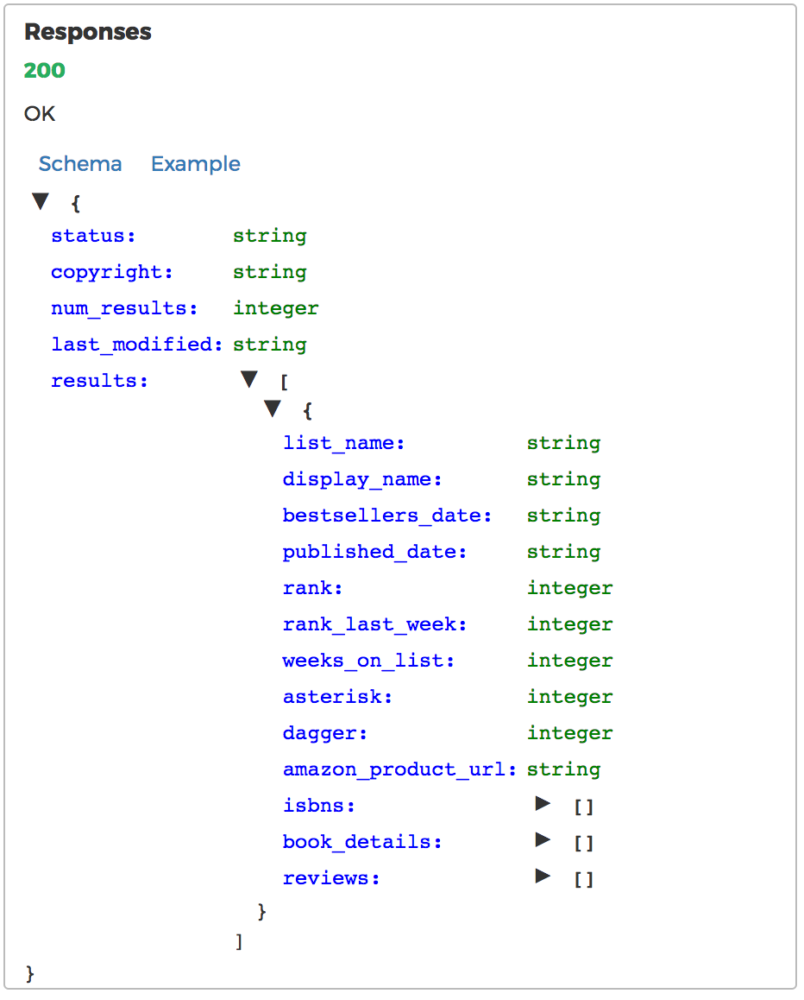 Responses
200
OK
Schema Example
▼ {
status: string
copyright: string
num_results: integer
last_modified: string
results: ▼ [
▼ {
list_name: string
display_name: string
bestsellers_date: string
published_date: string
rank: integer
rank_last_week: integer
weeks_on_list: integer
asterisk: integer
dagger: integer
amazon_product_url: string
isbns: ▶ []
book_details: ▶ []
reviews: ▶ []
}
]
}